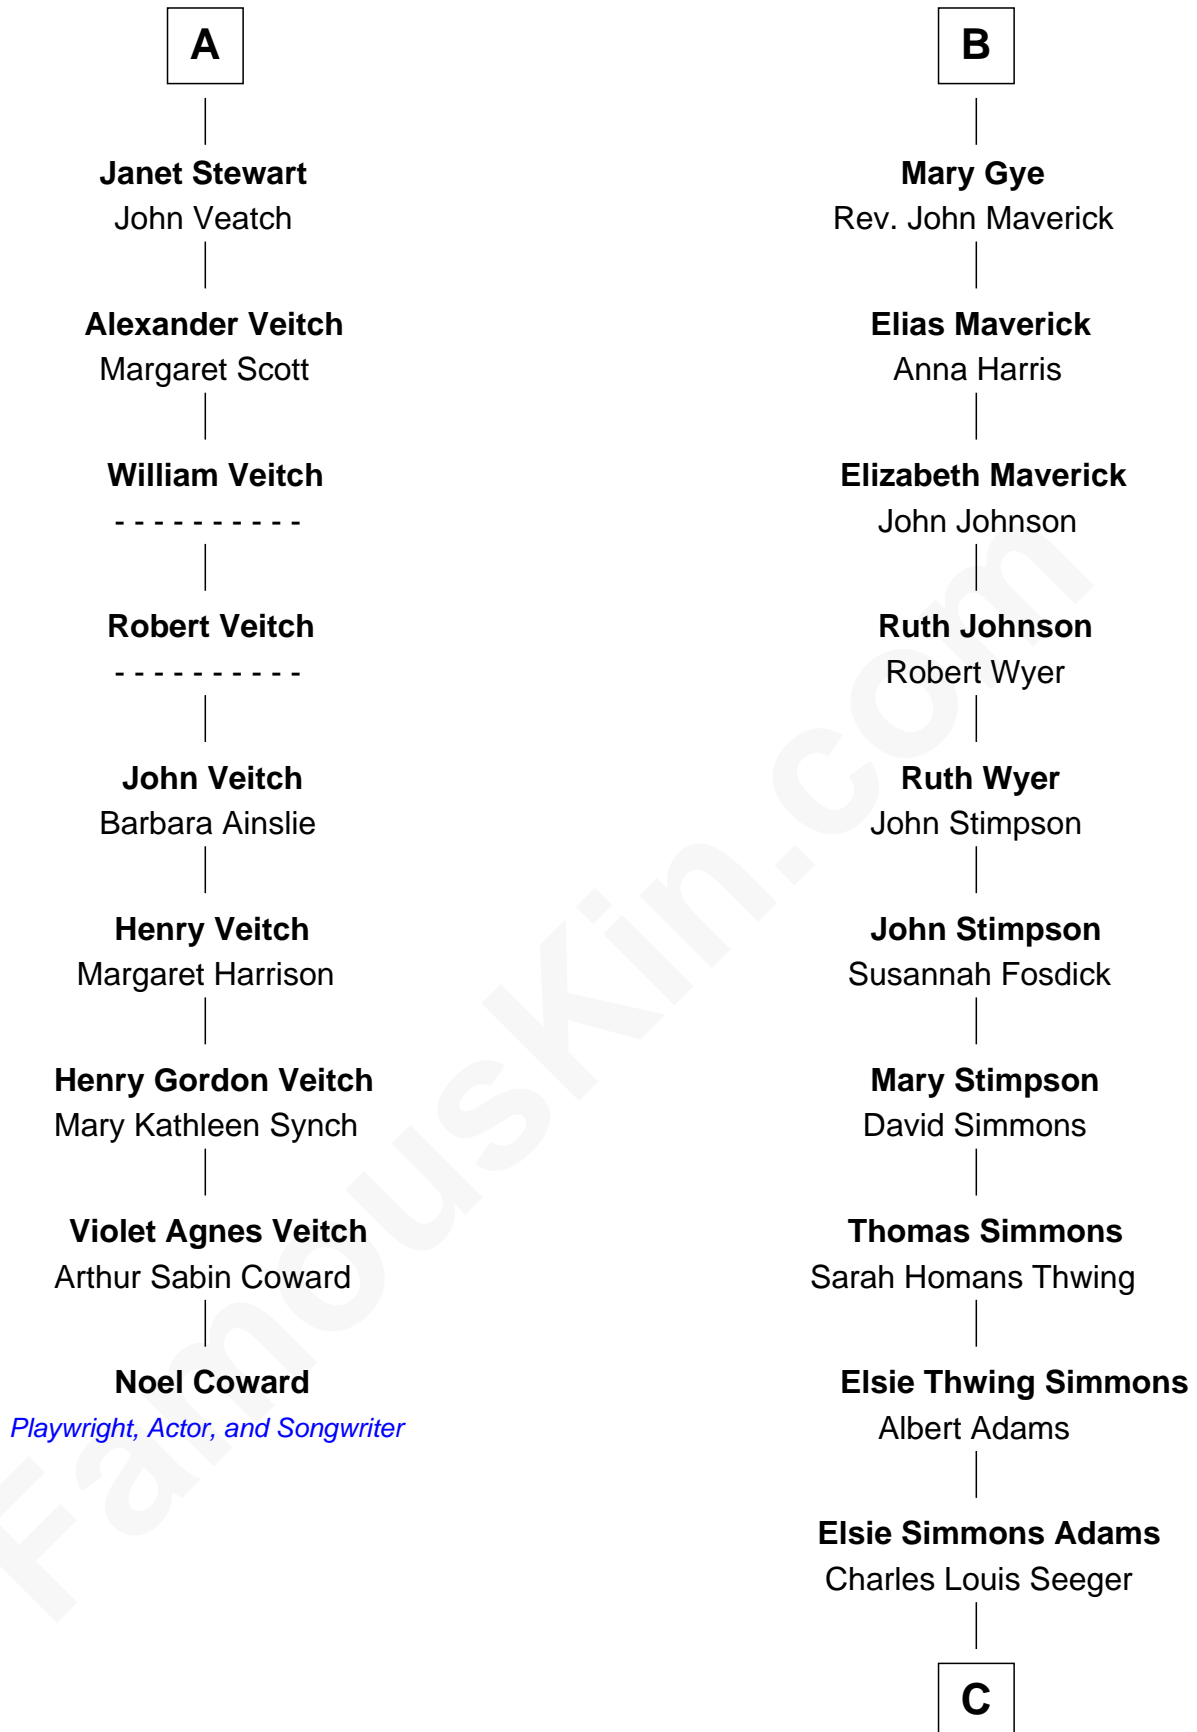 A
Janet Stewart
John Veatch
Alexander Veitch
Margaret Scott
William Veitch
- - - - - - - - - -
Robert Veitch
- - - - - - - - - -
John Veitch
Barbara Ainslie
Henry Veitch
Margaret Harrison
Henry Gordon Veitch
Mary Kathleen Synch
Violet Agnes Veitch
Arthur Sabin Coward
Noel Coward
Playwright, Actor, and Songwriter
B
Mary Gye
Rev. John Maverick
Elias Maverick
Anna Harris
Elizabeth Maverick
John Johnson
Ruth Johnson
Robert Wyer
Ruth Wyer
John Stimpson
John Stimpson
Susannah Fosdick
Mary Stimpson
David Simmons
Thomas Simmons
Sarah Homans Thwing
Elsie Thwing Simmons
Albert Adams
Elsie Simmons Adams
Charles Louis Seeger
C
FamousKin.com